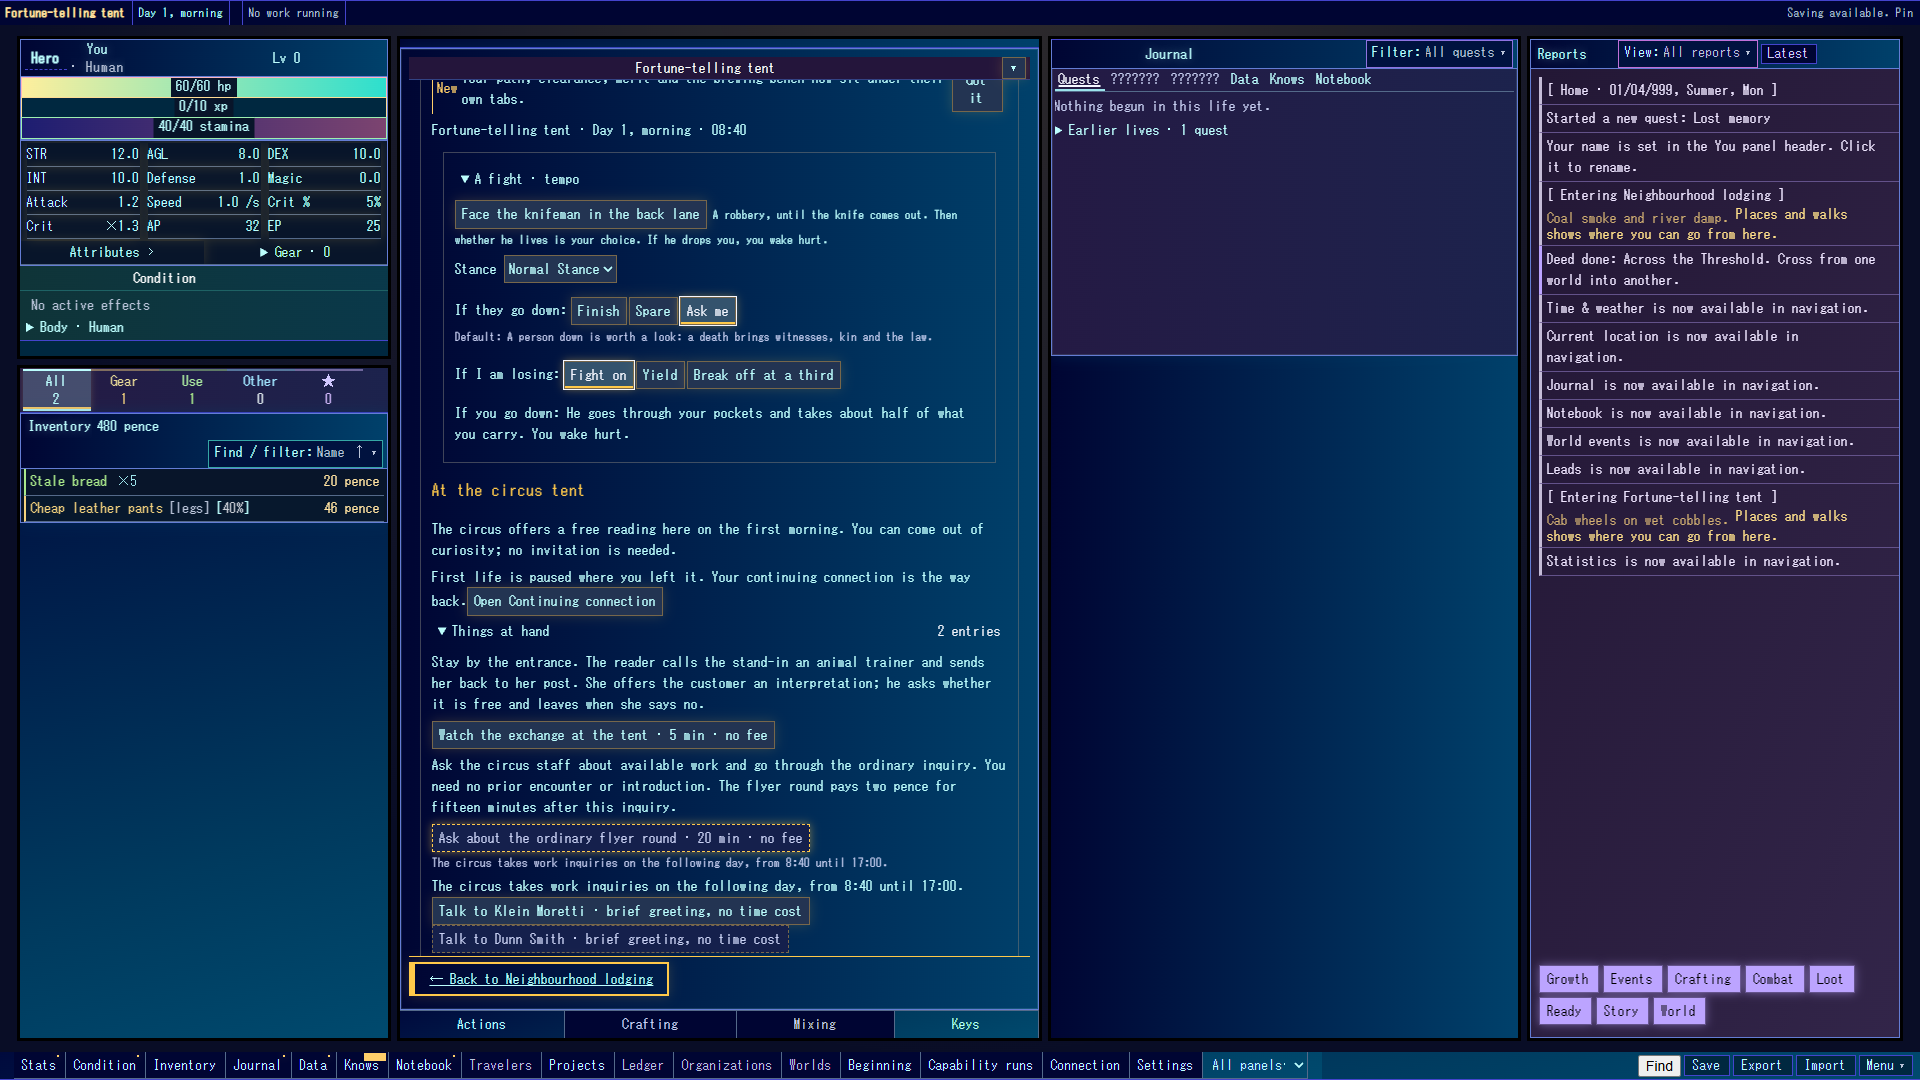 Fortune-telling tent Day 1, morning No work running Saving available. Pin
Hero · You
Human
Lv 0
60/60 hp
0/10 xp
40/40 stamina
STR 12.0 AGL 8.0 DEX 10.0
INT 10.0 Defense 1.0 Magic 0.0
Attack 1.2 Speed 1.0 /s Crit % 5%
Crit ×1.3 AP 32 EP 25
Attributes > ▶ Gear · 0
Condition
No active effects
▶ Body · Human
All Gear Use Other ★
2 1 1 0 0
Inventory 480 pence
Find / filter: Name ↑ ▾
Stale bread ×5 20 pence
Cheap leather pants [legs] [40%] 46 pence
Fortune-telling tent ▾
New
own tabs.
it
Fortune-telling tent · Day 1, morning · 08:40
▼ A fight · tempo
Face the knifeman in the back lane A robbery, until the knife comes out. Then
whether he lives is your choice. If he drops you, you wake hurt.
Stance Normal Stance
If they go down: Finish Spare Ask me
Default: A person down is worth a look: a death brings witnesses, kin and the law.
If I am losing: Fight on Yield Break off at a third
If you go down: He goes through your pockets and takes about half of what
you carry. You wake hurt.
At the circus tent
The circus offers a free reading here on the first morning. You can come out of
curiosity; no invitation is needed.
First life is paused where you left it. Your continuing connection is the way
back. Open Continuing connection
▼ Things at hand 2 entries
Stay by the entrance. The reader calls the stand-in an animal trainer and sends
her back to her post. She offers the customer an interpretation; he asks whether
it is free and leaves when she says no.
Watch the exchange at the tent · 5 min · no fee
Ask the circus staff about available work and go through the ordinary inquiry. You
need no prior encounter or introduction. The flyer round pays two pence for
fifteen minutes after this inquiry.
Ask about the ordinary flyer round · 20 min · no fee
The circus takes work inquiries on the following day, from 8:40 until 17:00.
The circus takes work inquiries on the following day, from 8:40 until 17:00.
Talk to Klein Moretti · brief greeting, no time cost
Talk to Dunn Smith · brief greeting, no time cost
← Back to Neighbourhood lodging
Actions Crafting Mixing Keys
Journal Filter: All quests ▾
Quests ??????? ??????? Data Knows Notebook
Nothing begun in this life yet.
▶ Earlier lives · 1 quest
Reports View: All reports ▾ Latest
[ Home · 01/04/999, Summer, Mon ]
Started a new quest: Lost memory
Your name is set in the You panel header. Click
it to rename.
[ Entering Neighbourhood lodging ]
Coal smoke and river damp. Places and walks
shows where you can go from here.
Deed done: Across the Threshold. Cross from one
world into another.
Time & weather is now available in navigation.
Current location is now available in
navigation.
Journal is now available in navigation.
Notebook is now available in navigation.
World events is now available in navigation.
Leads is now available in navigation.
[ Entering Fortune-telling tent ]
Cab wheels on wet cobbles. Places and walks
shows where you can go from here.
Statistics is now available in navigation.
Growth Events Crafting Combat Loot
Ready Story World
Stats Condition Inventory Journal Data Knows Notebook Travelers Projects Ledger Organizations Worlds Beginning Capability runs Connection Settings All panels Find Save Export Import Menu ▾